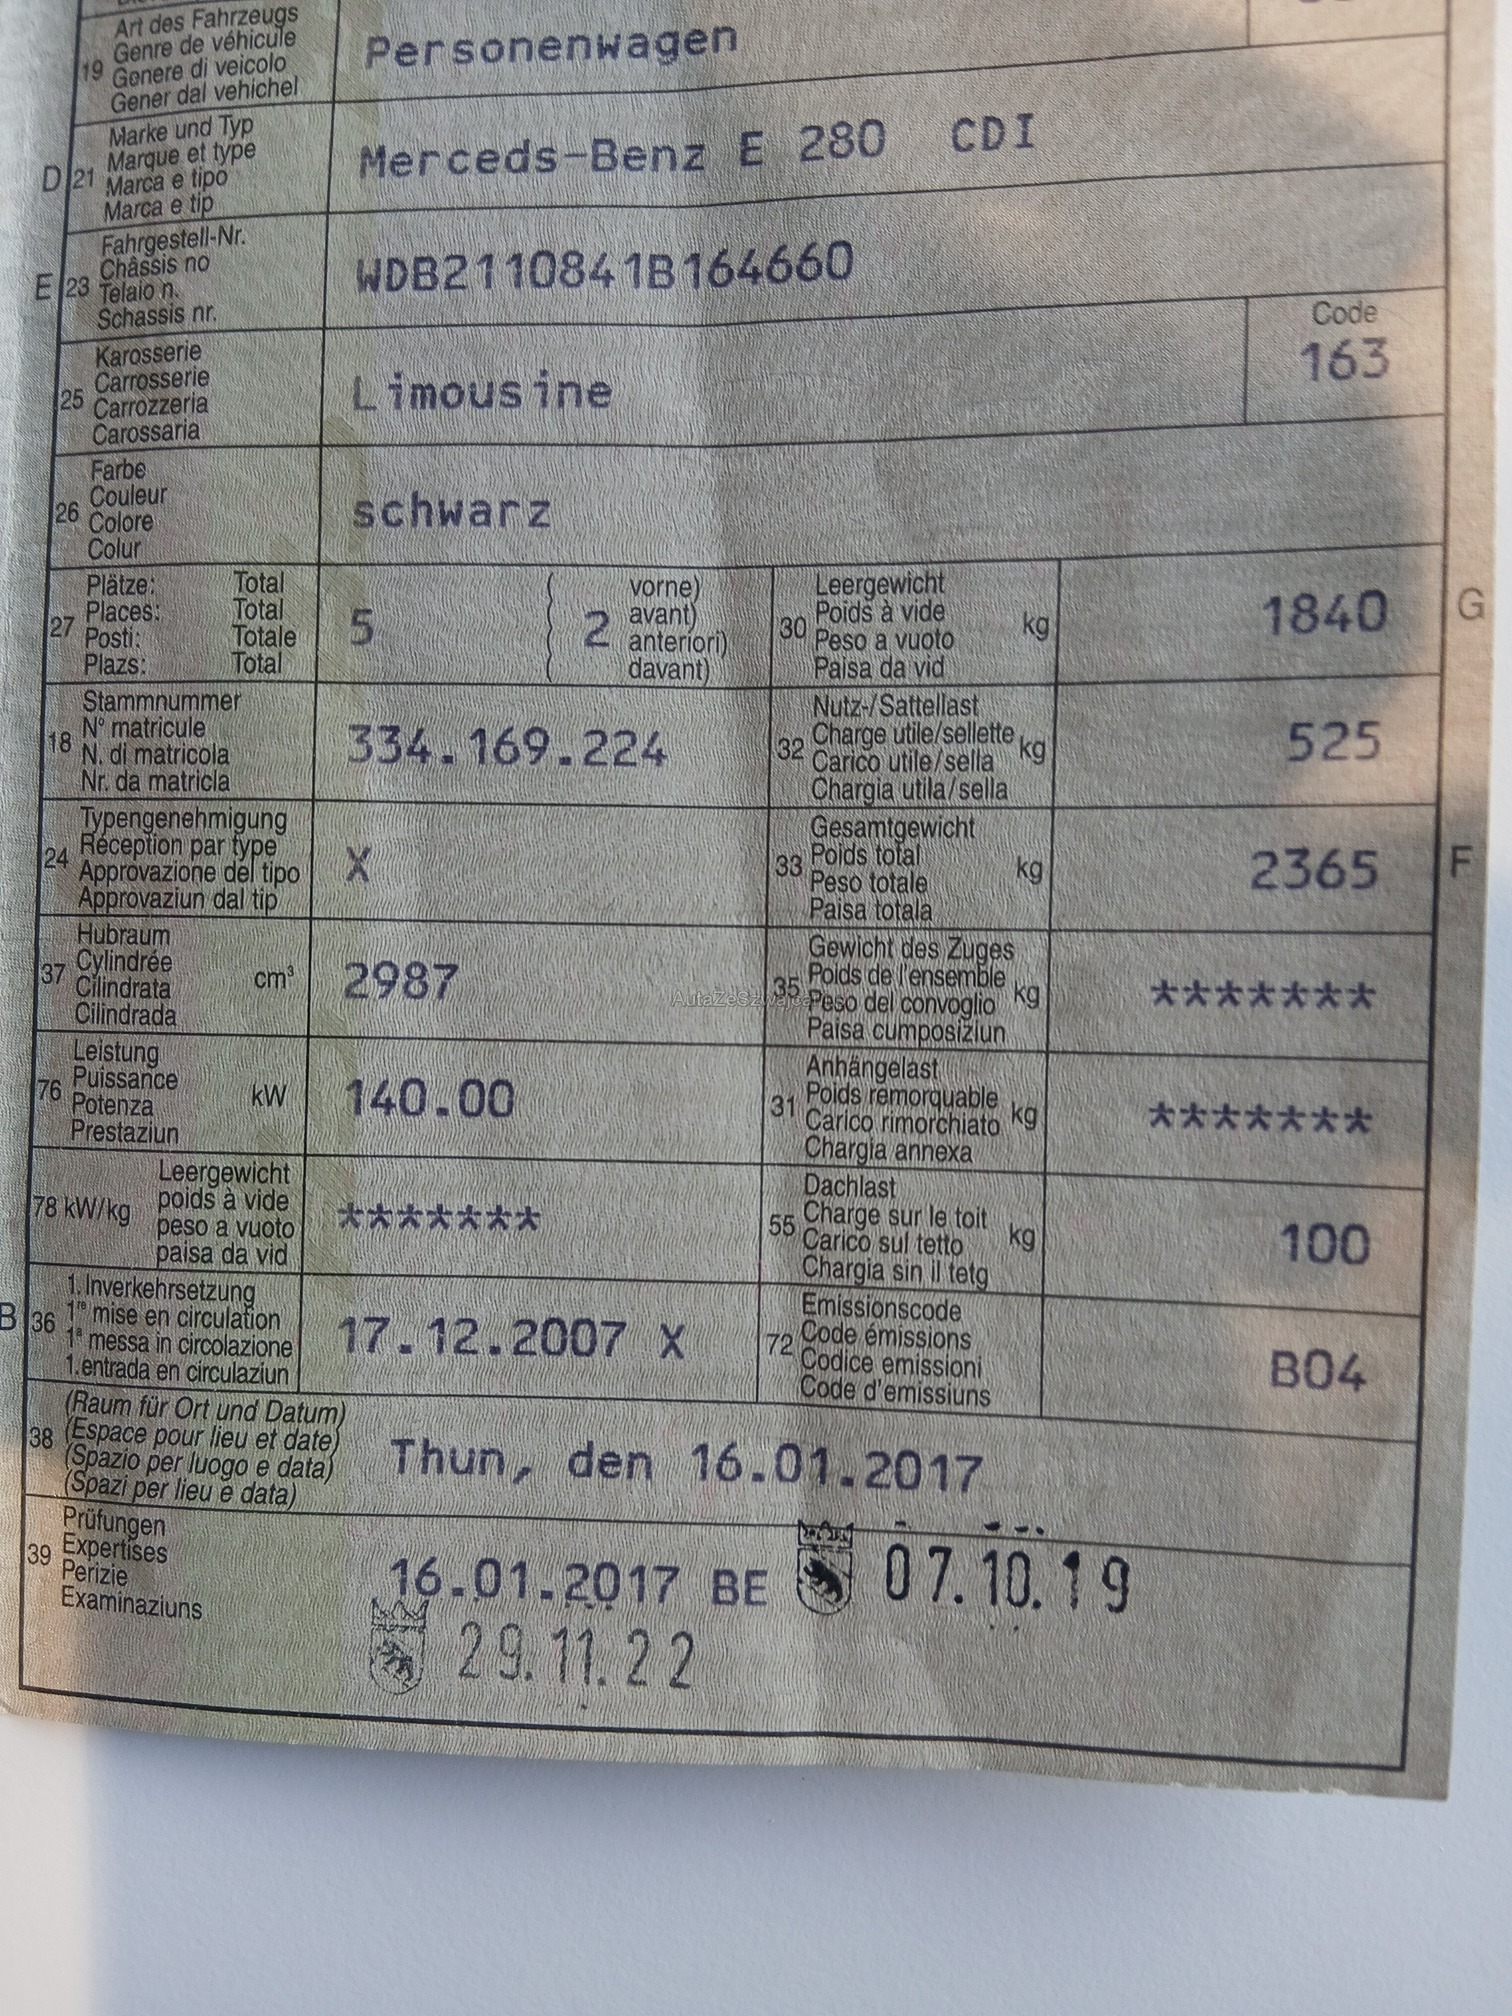 19 Art des Fahrzeugs
Genre de véhicule
Genere di veicolo
Gener dal vehichel
Personenwagen
D 21 Marke und Typ
Marque et type
Marca e tipo
Marca e tip
Merceds-Benz E 280 CDI
E 23 Fahrgestell-Nr.
Châssis no
Telaio n.
Schassis nr.
WDB2110841B164660
25 Karosserie
Carrosserie
Carrozzeria
Carossaria
Limousine
Code
163
26 Farbe
Couleur
Colore
Colur
schwarz
27 Plätze: Total
Places: Total
Posti: Totale
Plazs: Total
5 ( 2 vorne)
( avant)
( anteriori)
( davant)
30 Leergewicht
Poids à vide kg
Peso a vuoto
Paisa da vid
1840 G
18 Stammnummer
N° matricule
N. di matricola
Nr. da matricla
334.169.224
32 Nutz-/Sattellast
Charge utile/sellette kg
Carico utile/sella
Chargia utila/sella
525
24 Typengenehmigung
Réception par type
Approvazione del tipo
Approvaziun dal tip
X
33 Gesamtgewicht
Poids total kg
Peso totale
Paisa totala
2365 F
37 Hubraum
Cylindrée cm³
Cilindrata
Cilindrada
2987
AutaZeSzwajcarii
35 Gewicht des Zuges
Poids de l'ensemble kg
Peso del convoglio
Paisa cumposiziun
*******
76 Leistung
Puissance kW
Potenza
Prestaziun
140.00
31 Anhängelast
Poids remorquable kg
Carico rimorchiato
Chargia annexa
*******
78 kW/kg Leergewicht
poids à vide
peso a vuoto
paisa da vid
*******
55 Dachlast
Charge sur le toit kg
Carico sul tetto
Chargia sin il tetg
100
B 36 1. Inverkehrsetzung
1re mise en circulation
1a messa in circolazione
1. entrada en circulaziun
17.12.2007 X
72 Emissionscode
Code émissions
Codice emissioni
Code d'emissiuns
B04
38 (Raum für Ort und Datum)
(Espace pour lieu et date)
(Spazio per luogo e data)
(Spazi per lieu e data)
Thun, den 16.01.2017
39 Prüfungen
Expertises
Perizie
Examinaziuns
16.01.2017 BE 07.10.19
29.11.22